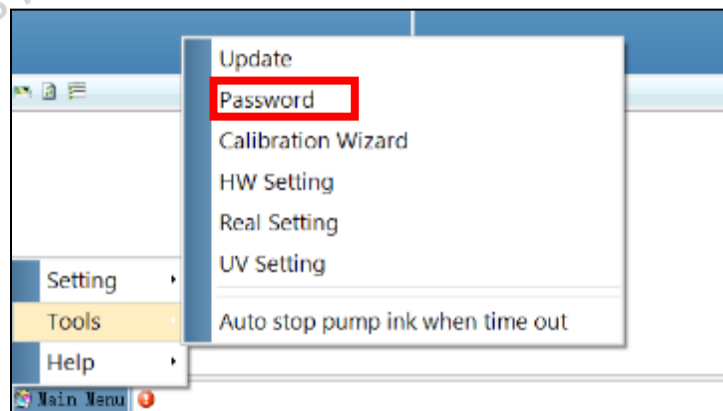 Update
Password
Calibration Wizard
HW Setting
Real Setting
UV Setting
Auto stop pump ink when time out
Setting
Tools
Help
Main Menu